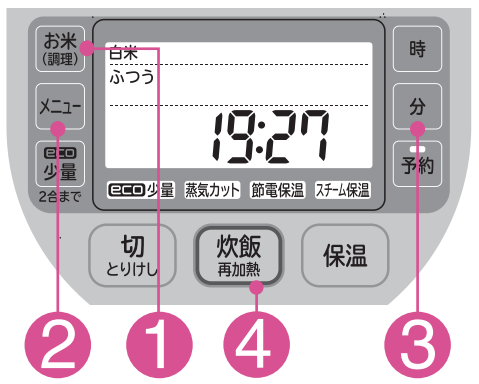 お米
(調理)
メニュー
eco
少量
2合まで
白米
ふつう
19:27
eco少量 蒸気カット 節電保温 スチーム保温
時
分
予約
切
とりけし
炊飯
再加熱
保温
2
1
4
3